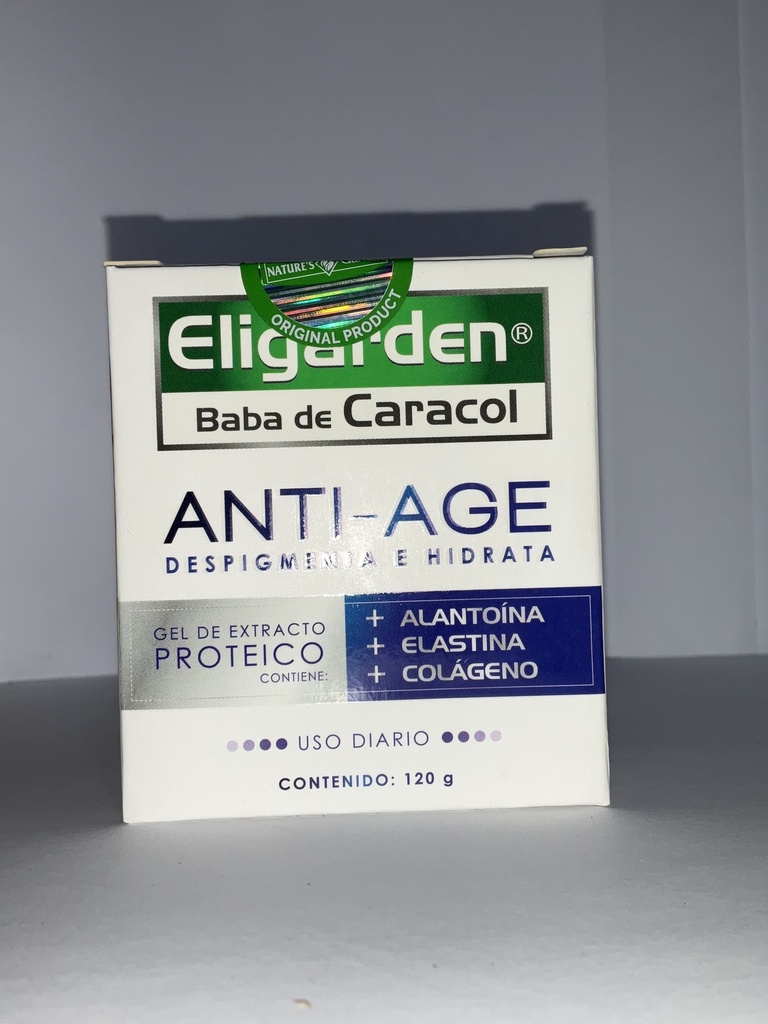 NATURE'S
ORIGINAL PRODUCT
Eligarden®
Baba de Caracol
ANTI-AGE
DESPIGMENTA E HIDRATA
GEL DE EXTRACTO
PROTEICO
CONTIENE:
+ ALANTOÍNA
+ ELASTINA
+ COLÁGENO
USO DIARIO
CONTENIDO: 120 g